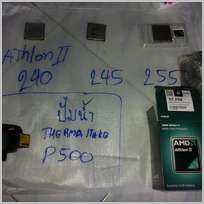 Athlon II
240 245 255
ปั๊มน้ำ
THERMALTAKE
P500
AMD
Athlon II